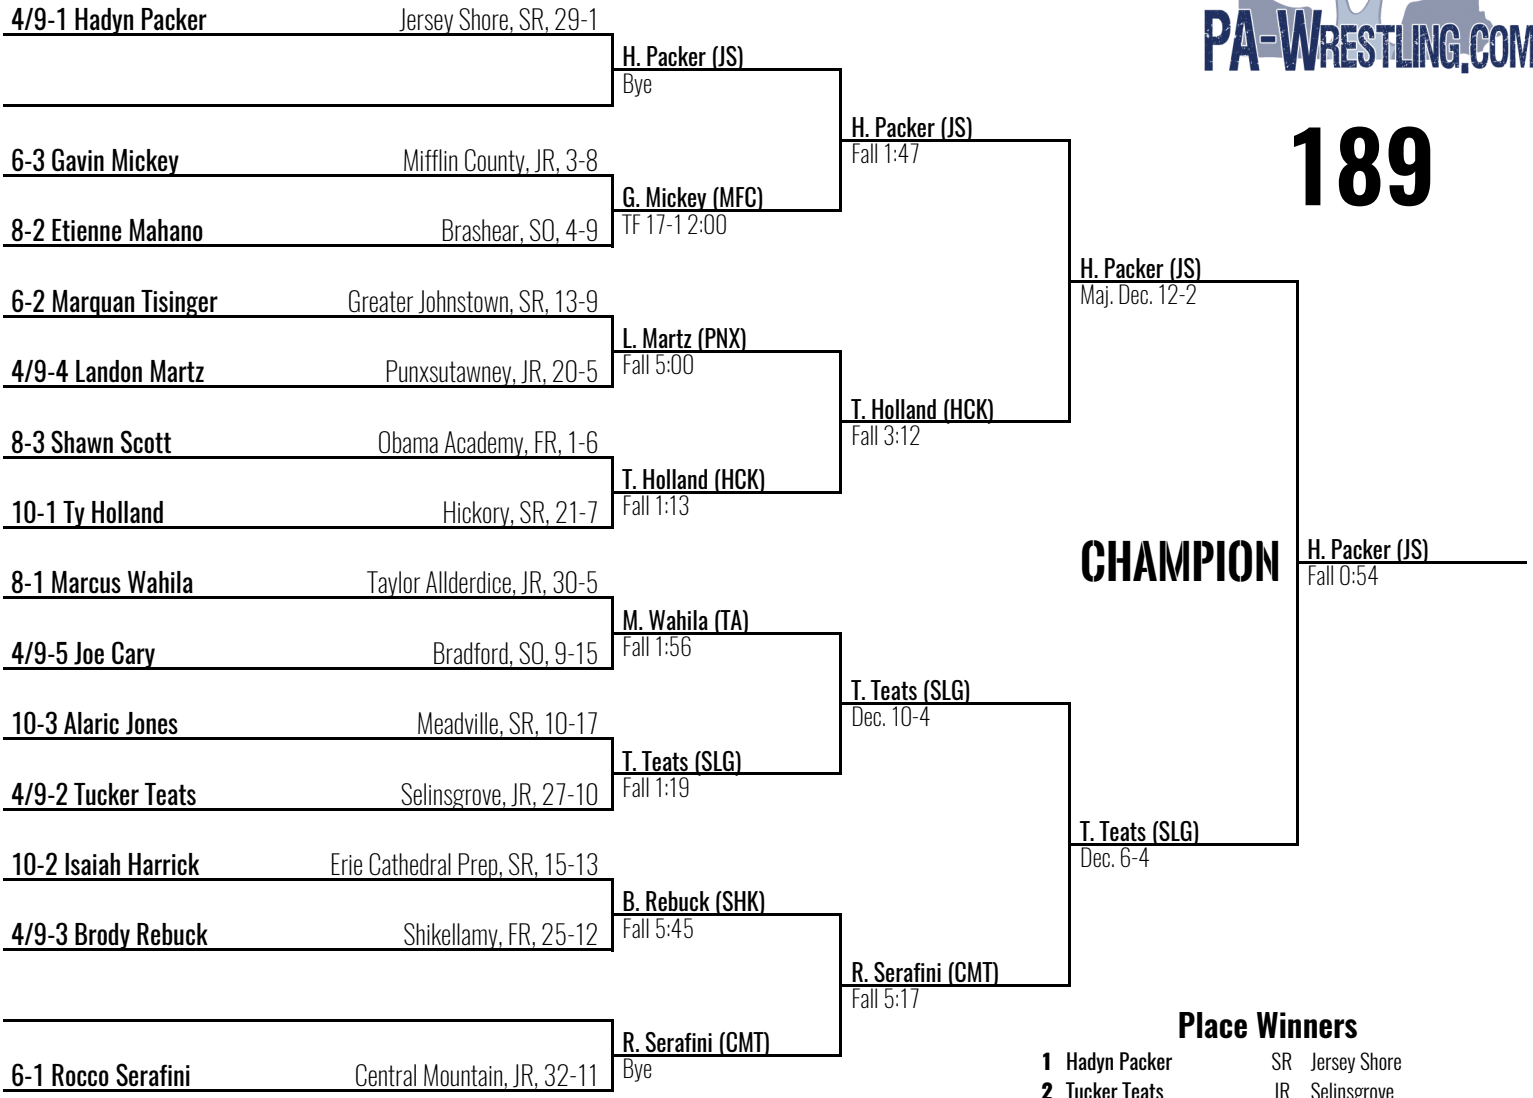 4/9-1 Hadyn Packer Jersey Shore, SR, 29-1
PA-WRESTLING.COM
H. Packer (JS)
Bye
189
H. Packer (JS)
Fall 1:47
6-3 Gavin Mickey Mifflin County, JR, 3-8
G. Mickey (MFC)
TF 17-1 2:00
8-2 Etienne Mahano Brashear, SO, 4-9
H. Packer (JS)
Maj. Dec. 12-2
6-2 Marquan Tisinger Greater Johnstown, SR, 13-9
L. Martz (PNX)
Fall 5:00
4/9-4 Landon Martz Punxsutawney, JR, 20-5
T. Holland (HCK)
Fall 3:12
8-3 Shawn Scott Obama Academy, FR, 1-6
T. Holland (HCK)
Fall 1:13
10-1 Ty Holland Hickory, SR, 21-7
CHAMPION
H. Packer (JS)
Fall 0:54
8-1 Marcus Wahila Taylor Allderdice, JR, 30-5
M. Wahila (TA)
Fall 1:56
4/9-5 Joe Cary Bradford, SO, 9-15
T. Teats (SLG)
Dec. 10-4
10-3 Alaric Jones Meadville, SR, 10-17
T. Teats (SLG)
Fall 1:19
4/9-2 Tucker Teats Selinsgrove, JR, 27-10
T. Teats (SLG)
Dec. 6-4
10-2 Isaiah Harrick Erie Cathedral Prep, SR, 15-13
B. Rebuck (SHK)
Fall 5:45
4/9-3 Brody Rebuck Shikellamy, FR, 25-12
R. Serafini (CMT)
Fall 5:17
R. Serafini (CMT)
Bye
6-1 Rocco Serafini Central Mountain, JR, 32-11
Place Winners
1 Hadyn Packer SR Jersey Shore
2 Tucker Teats JR Selinsgrove